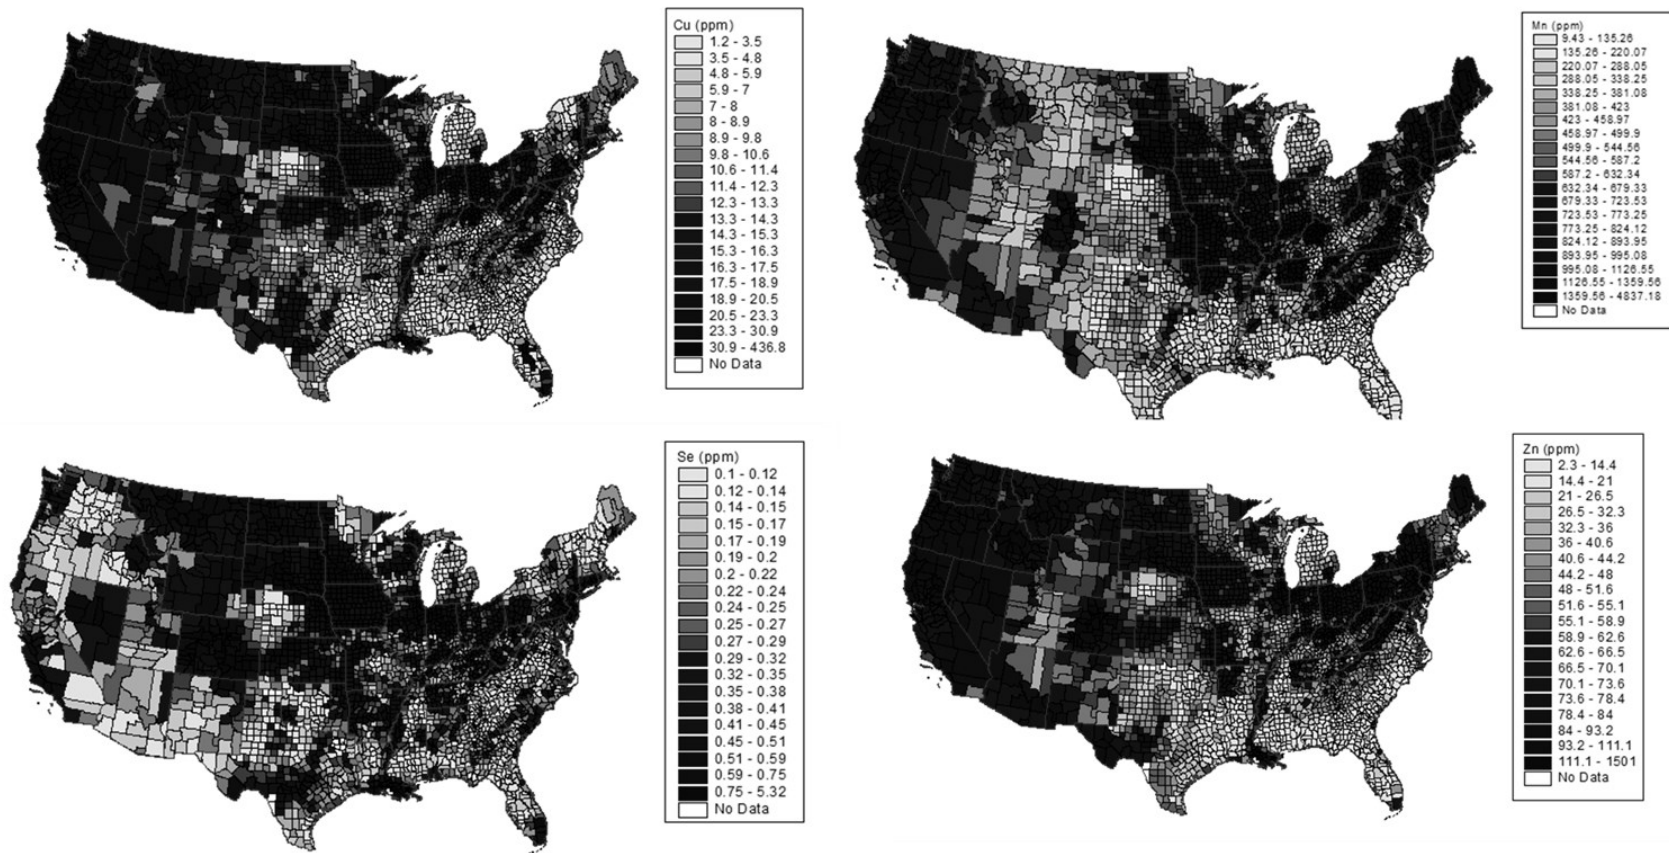 Cu (ppm)
1.2 - 3.5
3.5 - 4.8
4.8 - 5.9
5.9 - 7
7 - 8
8 - 8.9
8.9 - 9.8
9.8 - 10.6
10.6 - 11.4
11.4 - 12.3
12.3 - 13.3
13.3 - 14.3
14.3 - 15.3
15.3 - 16.3
16.3 - 17.5
17.5 - 18.9
18.9 - 20.5
20.5 - 23.3
23.3 - 30.9
30.9 - 436.8
No Data
Mn (ppm)
9.43 - 135.26
135.26 - 220.07
220.07 - 288.05
288.05 - 338.25
338.25 - 381.08
381.08 - 423
423 - 458.97
458.97 - 499.9
499.9 - 544.56
544.56 - 587.2
587.2 - 632.34
632.34 - 679.33
679.33 - 723.53
723.53 - 773.25
773.25 - 824.12
824.12 - 893.95
893.95 - 995.08
995.08 - 1126.55
1126.55 - 1359.56
1359.56 - 4837.18
No Data
Se (ppm)
0.1 - 0.12
0.12 - 0.14
0.14 - 0.15
0.15 - 0.17
0.17 - 0.19
0.19 - 0.2
0.2 - 0.22
0.22 - 0.24
0.24 - 0.25
0.25 - 0.27
0.27 - 0.29
0.29 - 0.32
0.32 - 0.35
0.35 - 0.38
0.38 - 0.41
0.41 - 0.45
0.45 - 0.51
0.51 - 0.59
0.59 - 0.75
0.75 - 5.32
No Data
Zn (ppm)
2.3 - 14.4
14.4 - 21
21 - 26.5
26.5 - 32.3
32.3 - 36
36 - 40.6
40.6 - 44.2
44.2 - 48
48 - 51.6
51.6 - 55.1
55.1 - 58.9
58.9 - 62.6
62.6 - 66.5
66.5 - 70.1
70.1 - 73.6
73.6 - 78.4
78.4 - 84
84 - 93.2
93.2 - 111.1
111.1 - 1501
No Data